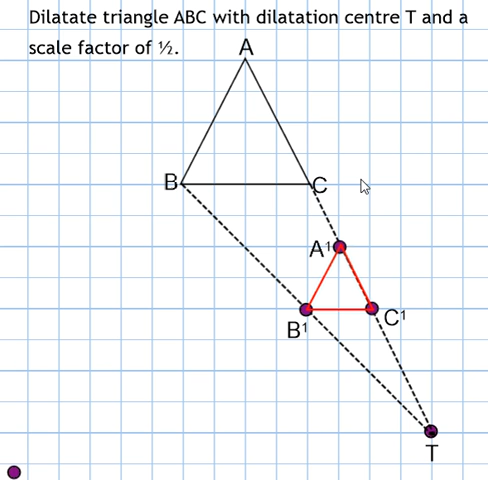 Dilatate triangle ABC with dilatation centre T and a
scale factor of ½.
A
B
C
A¹
B¹
C¹
T